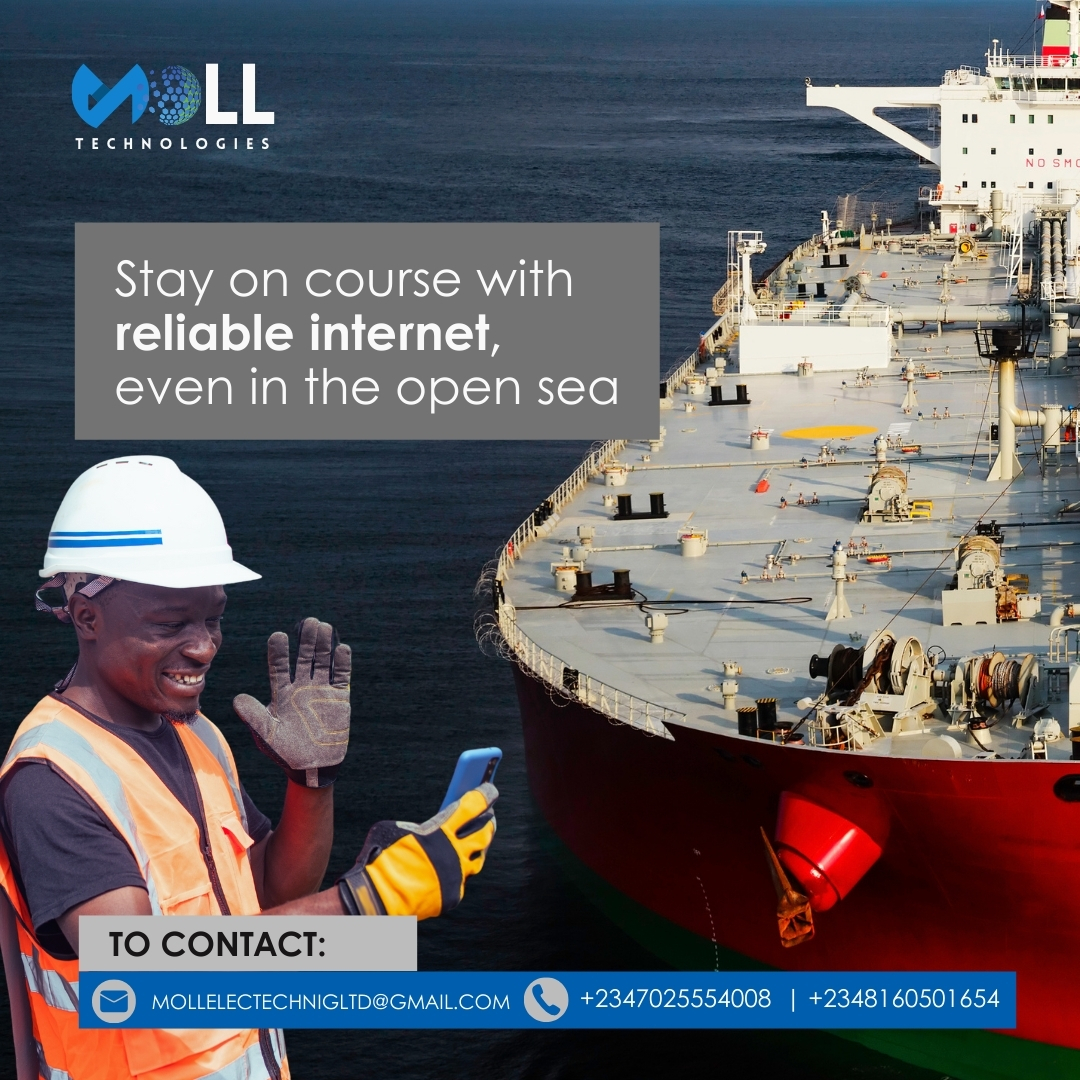 MOLL
TECHNOLOGIES
NO SMO
Stay on course with
reliable internet,
even in the open sea
TO CONTACT:
MOLLELECTECHNIGLTD@GMAIL.COM
+2347025554008 | +2348160501654